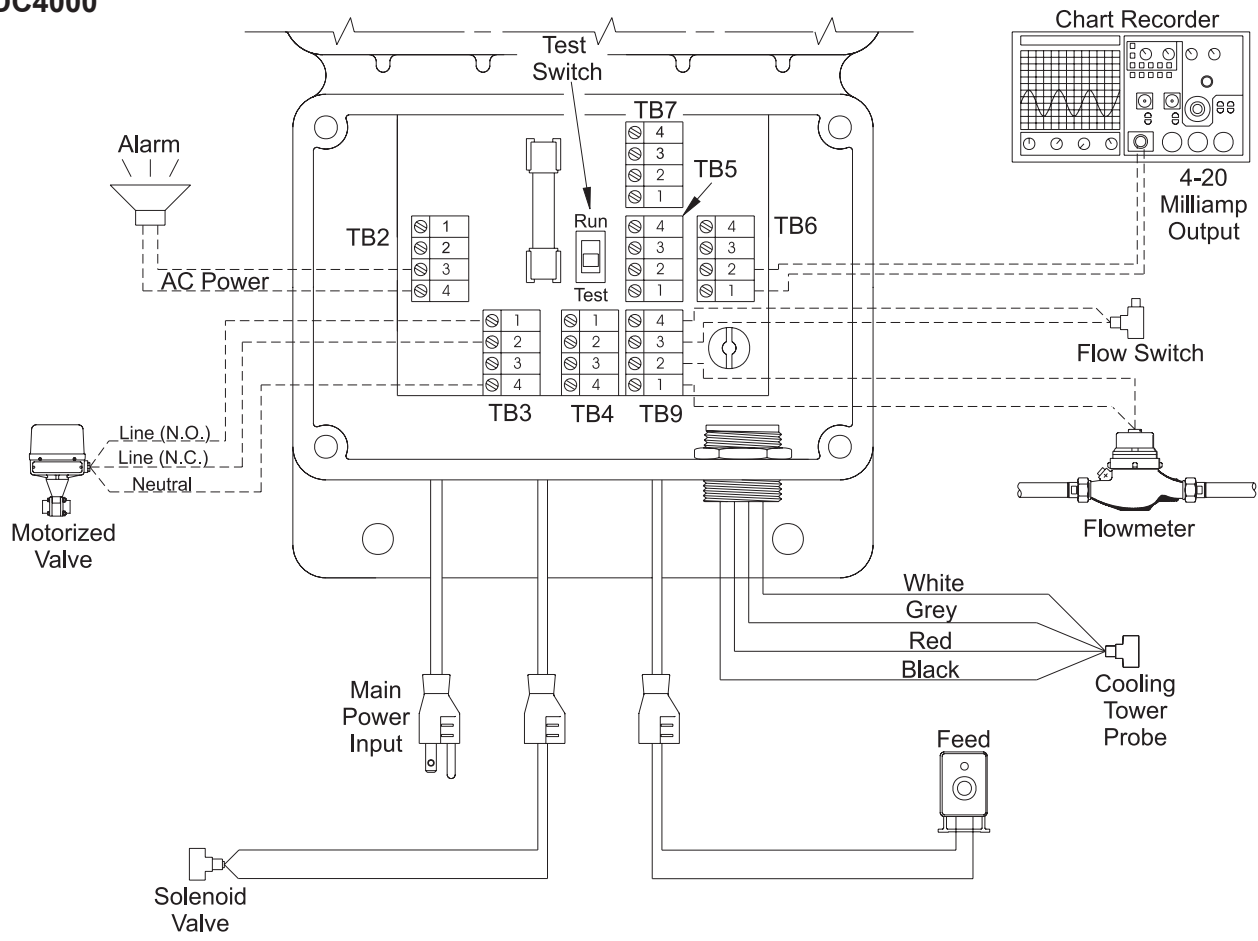 DC4000
Chart Recorder
Test
Switch
TB7
4
3
2
1
Alarm
TB5
4-20
Milliamp
Output
Run
Test
TB2
1
2
3
4
4
3
2
1
4
3
2
1
TB6
AC Power
1
2
3
4
1
2
3
4
4
3
2
1
Flow Switch
TB3
TB4
TB9
Line (N.O.)
Line (N.C.)
Neutral
Motorized
Valve
Flowmeter
White
Grey
Red
Black
Cooling
Tower
Probe
Main
Power
Input
Feed
Solenoid
Valve